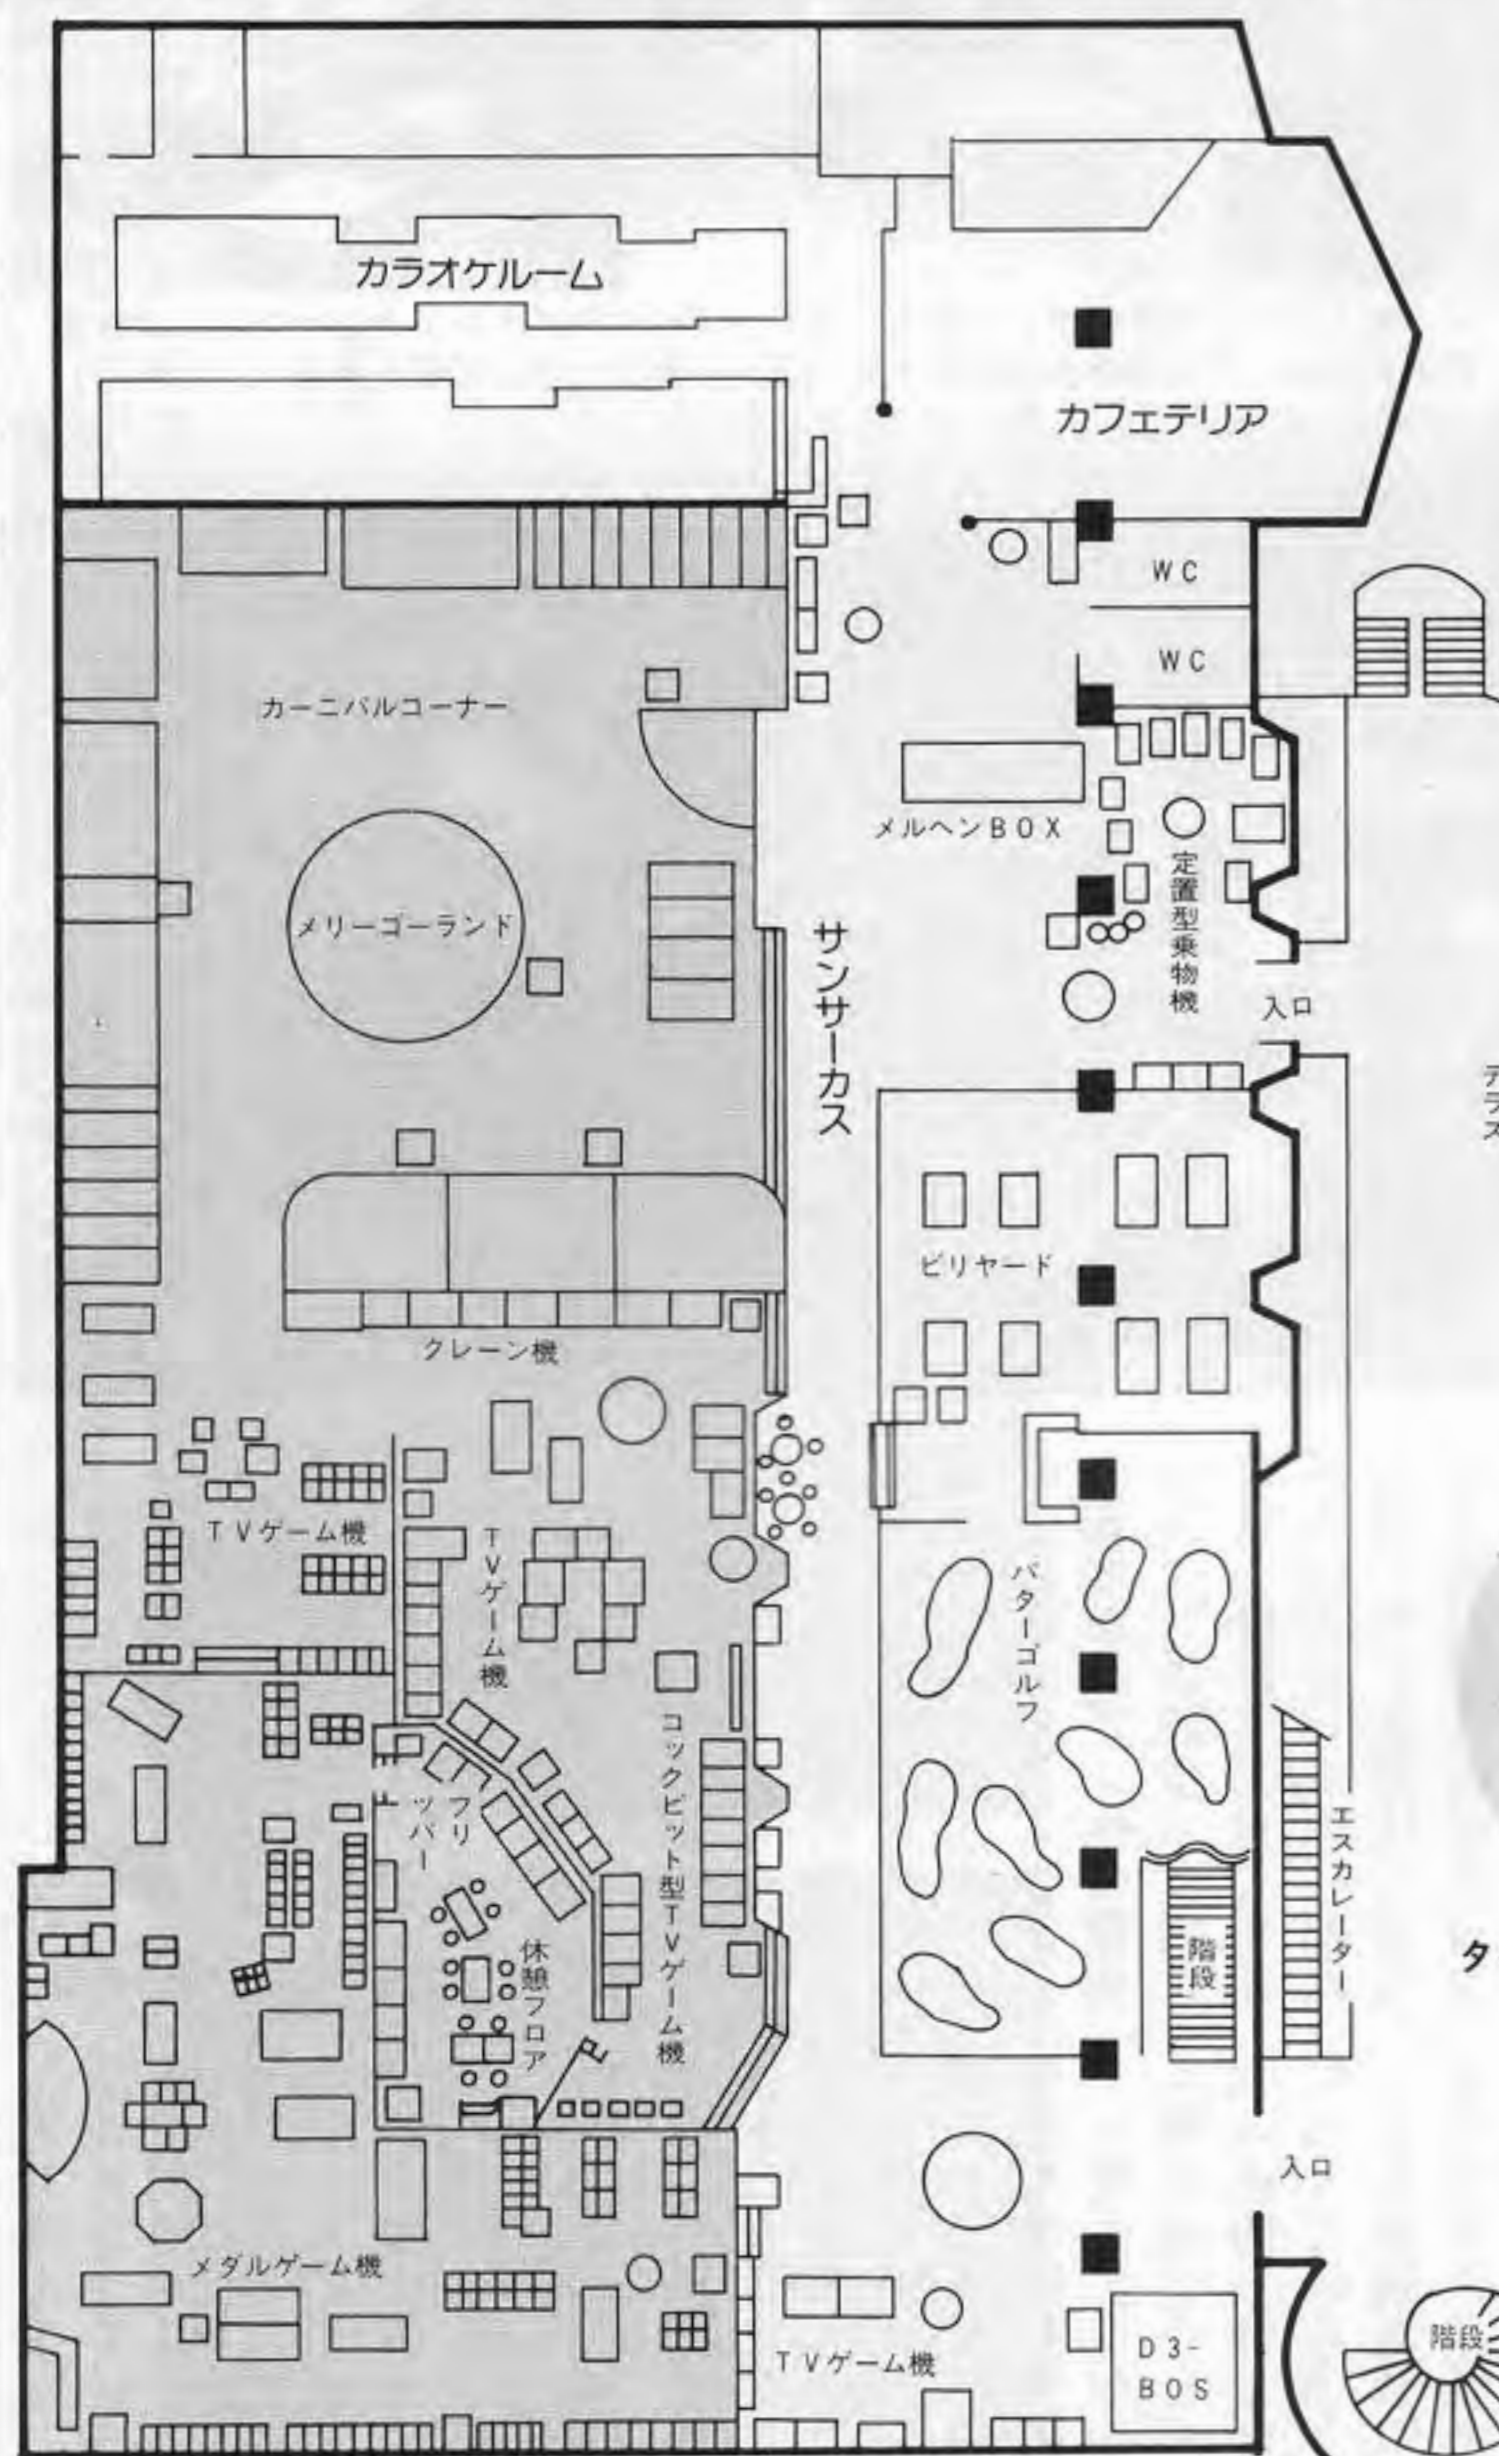 カラオケルーム
カフェテリア
WC
WC
カーニバルコーナー
メルヘンBOX
定置型乗物機
メリーゴーランド
サンサーカス
入口
テラス
ビリヤード
クレーン機
TVゲーム機
TVゲーム機
パターゴルフ
コックピット型TVゲーム機
フリッパー
エスカレーター
休憩フロア
階段
タ
入口
メダルゲーム機
TVゲーム機
D3-
BOS
階段